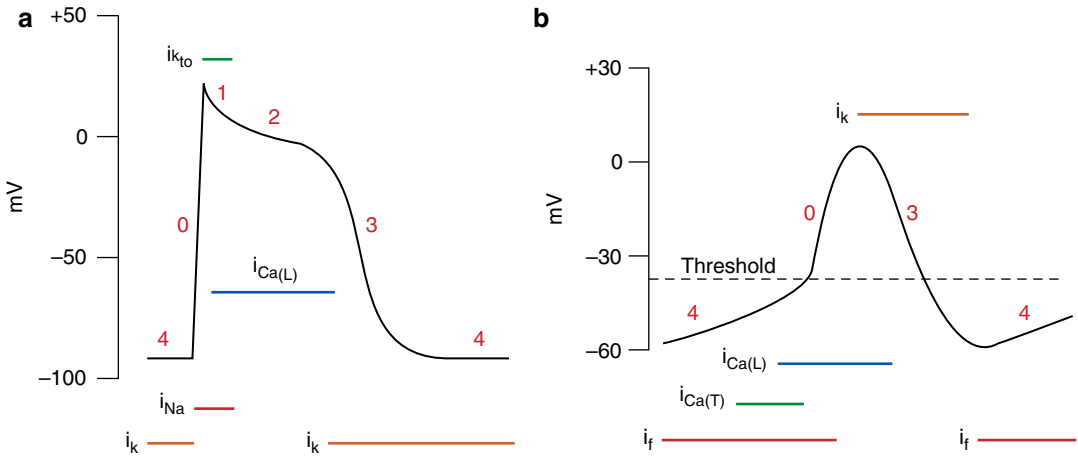 a
+50
0
−50
−100
mV
ikto
1
2
0
3
iCa(L)
4
4
iNa
ik
ik
b
+30
0
−30
−60
mV
ik
0
3
Threshold
4
4
iCa(L)
iCa(T)
if
if